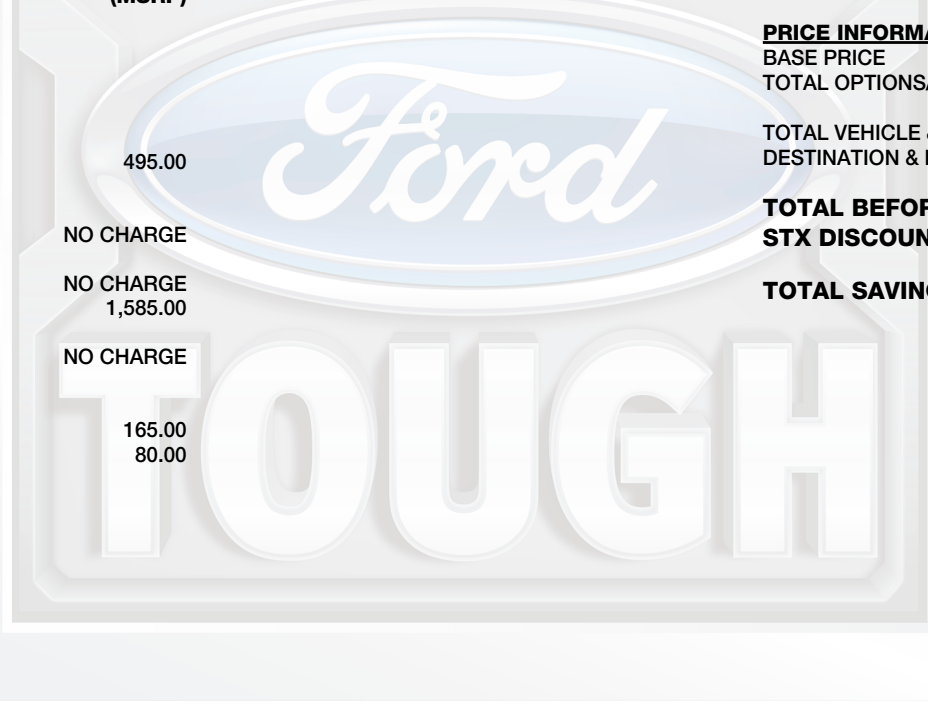 (MSRP)
495.00
NO CHARGE
NO CHARGE
1,585.00
NO CHARGE
165.00
80.00
PRICE INFORMA
BASE PRICE
TOTAL OPTIONS
TOTAL VEHICLE
DESTINATION &
TOTAL BEFOR
STX DISCOUN
TOTAL SAVIN
Ford
TOUGH